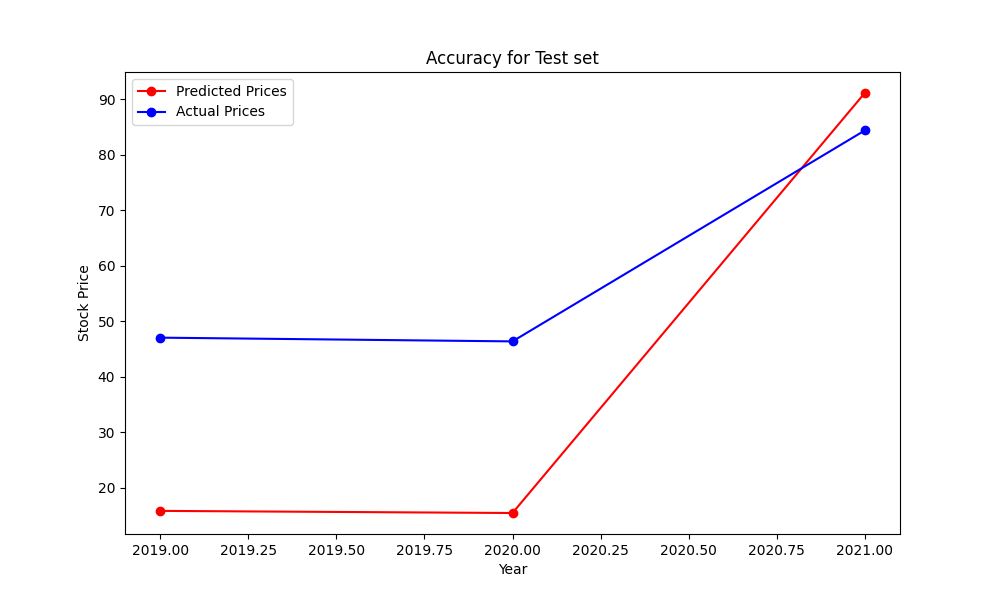 Accuracy for Test set
Predicted Prices
Actual Prices
Stock Price
90
80
70
60
50
40
30
20
2019.00 2019.25 2019.50 2019.75 2020.00 2020.25 2020.50 2020.75 2021.00
Year